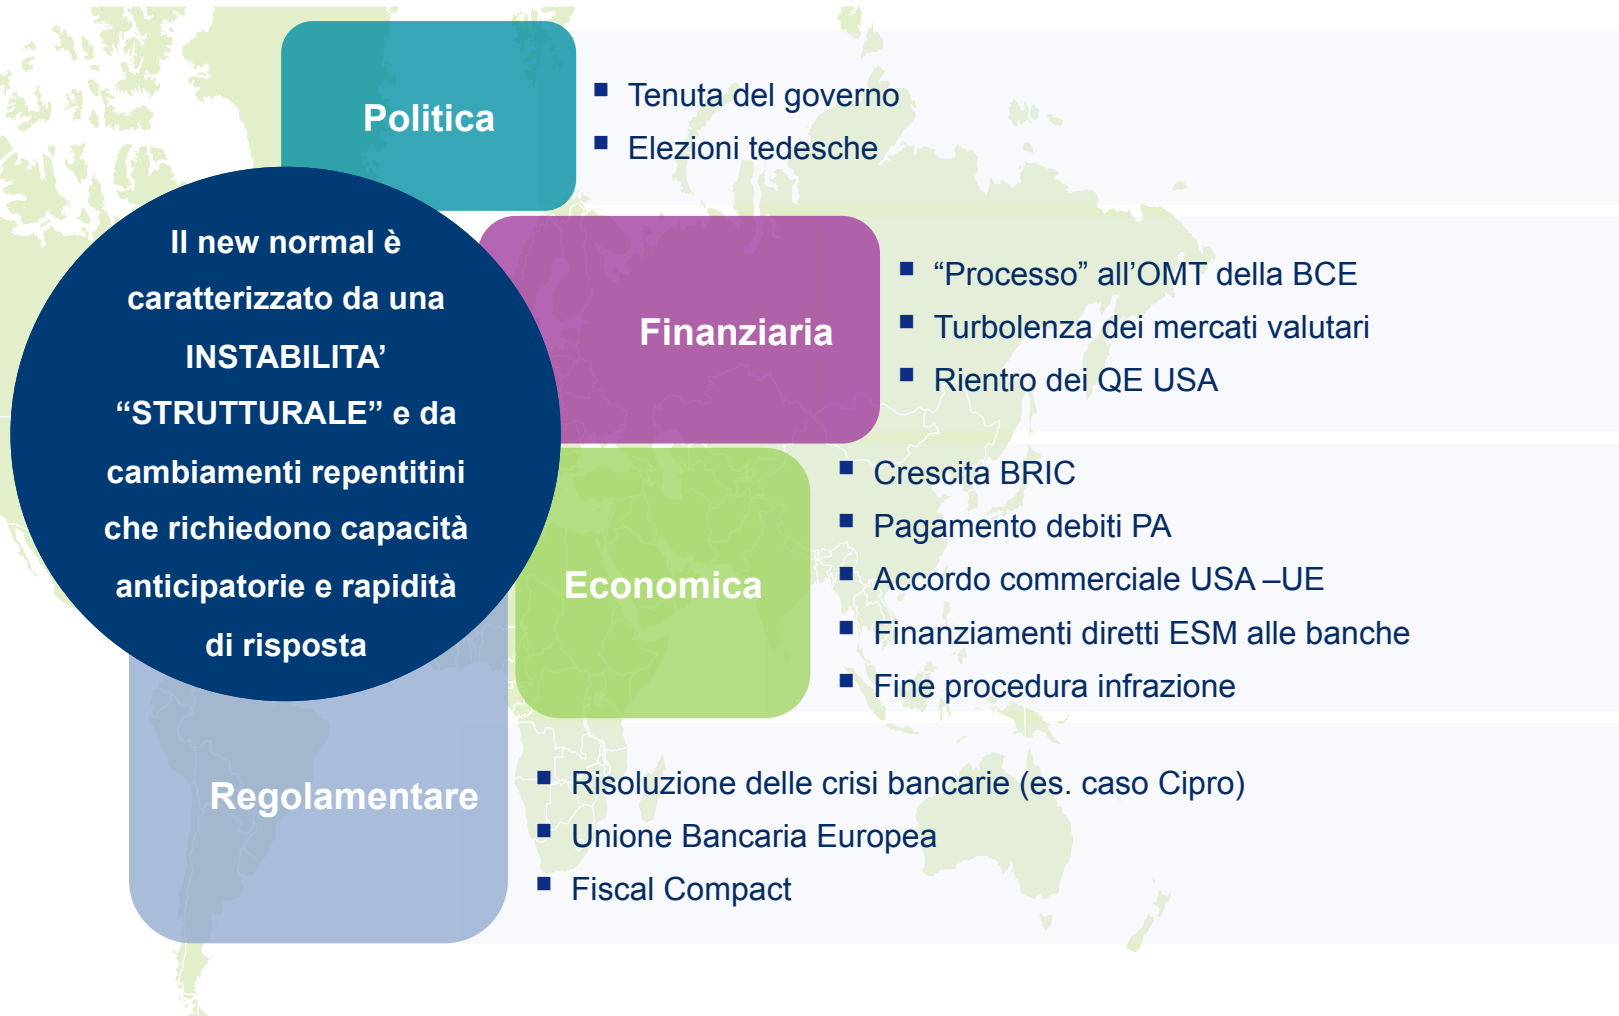 Politica
Tenuta del governo
Elezioni tedesche
Il new normal è
caratterizzato da una
INSTABILITA’
“STRUTTURALE” e da
cambiamenti repentitini
che richiedono capacità
anticipatorie e rapidità
di risposta
Finanziaria
“Processo” all’OMT della BCE
Turbolenza dei mercati valutari
Rientro dei QE USA
Economica
Crescita BRIC
Pagamento debiti PA
Accordo commerciale USA –UE
Finanziamenti diretti ESM alle banche
Fine procedura infrazione
Regolamentare
Risoluzione delle crisi bancarie (es. caso Cipro)
Unione Bancaria Europea
Fiscal Compact